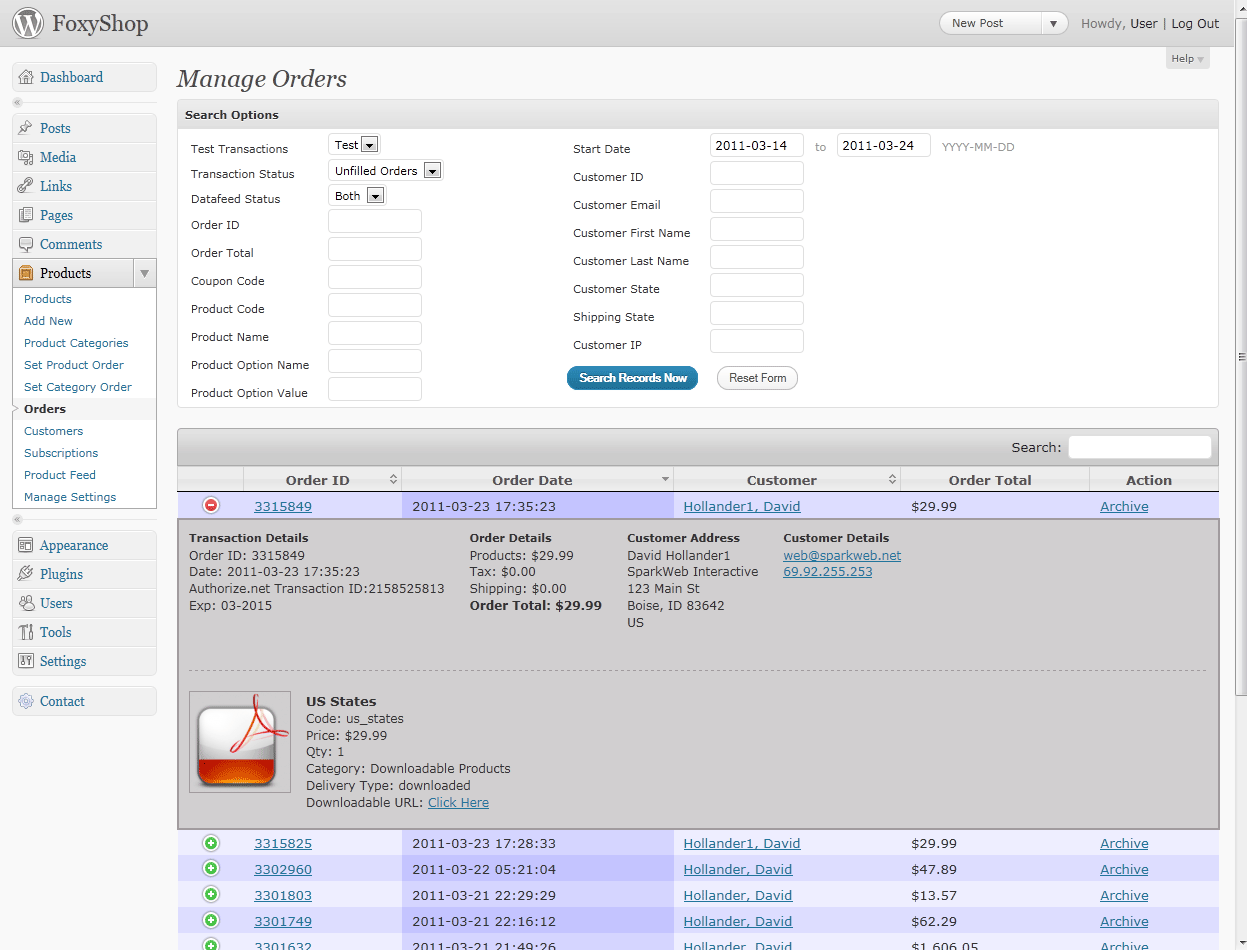 FoxyShop
New Post
Howdy, User | Log Out
Help
Dashboard
Posts
Media
Links
Pages
Comments
Products
Products
Add New
Product Categories
Set Product Order
Set Category Order
Orders
Customers
Subscriptions
Product Feed
Manage Settings
Appearance
Plugins
Users
Tools
Settings
Contact
Manage Orders
Search Options
Test Transactions Test
Transaction Status Unfilled Orders
Datafeed Status Both
Order ID
Order Total
Coupon Code
Product Code
Product Name
Product Option Name
Product Option Value
Start Date 2011-03-14 to 2011-03-24 YYYY-MM-DD
Customer ID
Customer Email
Customer First Name
Customer Last Name
Customer State
Shipping State
Customer IP
Search Records Now Reset Form
Search:
Order ID Order Date Customer Order Total Action
3315849 2011-03-23 17:35:23 Hollander1, David $29.99 Archive
Transaction Details
Order ID: 3315849
Date: 2011-03-23 17:35:23
Authorize.net Transaction ID:2158525813
Exp: 03-2015
Order Details
Products: $29.99
Tax: $0.00
Shipping: $0.00
Order Total: $29.99
Customer Address
David Hollander1
SparkWeb Interactive
123 Main St
Boise, ID 83642
US
Customer Details
web@sparkweb.net
69.92.255.253
US States
Code: us_states
Price: $29.99
Qty: 1
Category: Downloadable Products
Delivery Type: downloaded
Downloadable URL: Click Here
3315825 2011-03-23 17:28:33 Hollander1, David $29.99 Archive
3302960 2011-03-22 05:21:04 Hollander, David $47.89 Archive
3301803 2011-03-21 22:29:29 Hollander, David $13.57 Archive
3301749 2011-03-21 22:16:12 Hollander, David $62.29 Archive
3301632 2011-03-21 21:49:26 Hollander, David $1,606.05 Archive